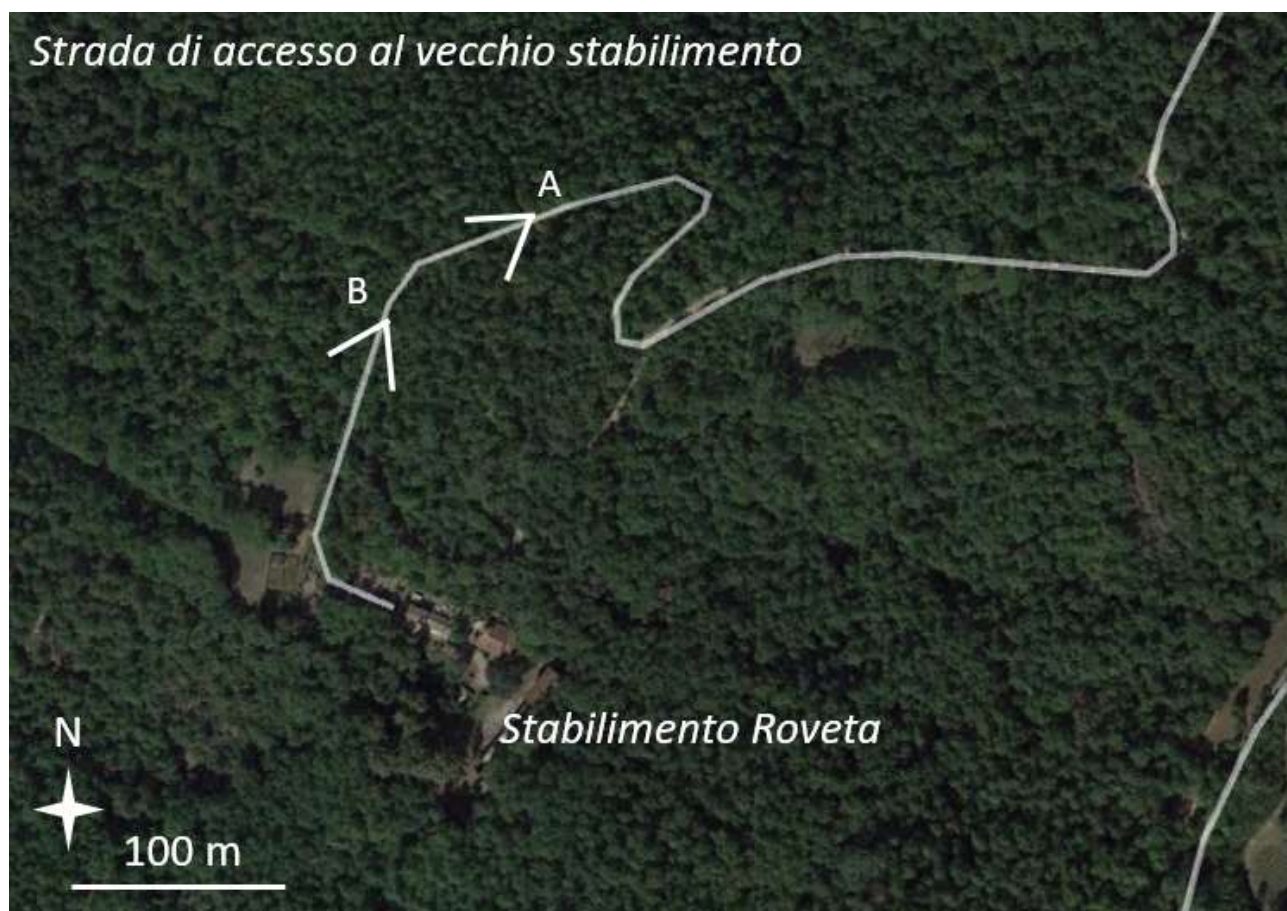 Strada di accesso al vecchio stabilimento
A
B
Stabilimento Roveta
N
100 m